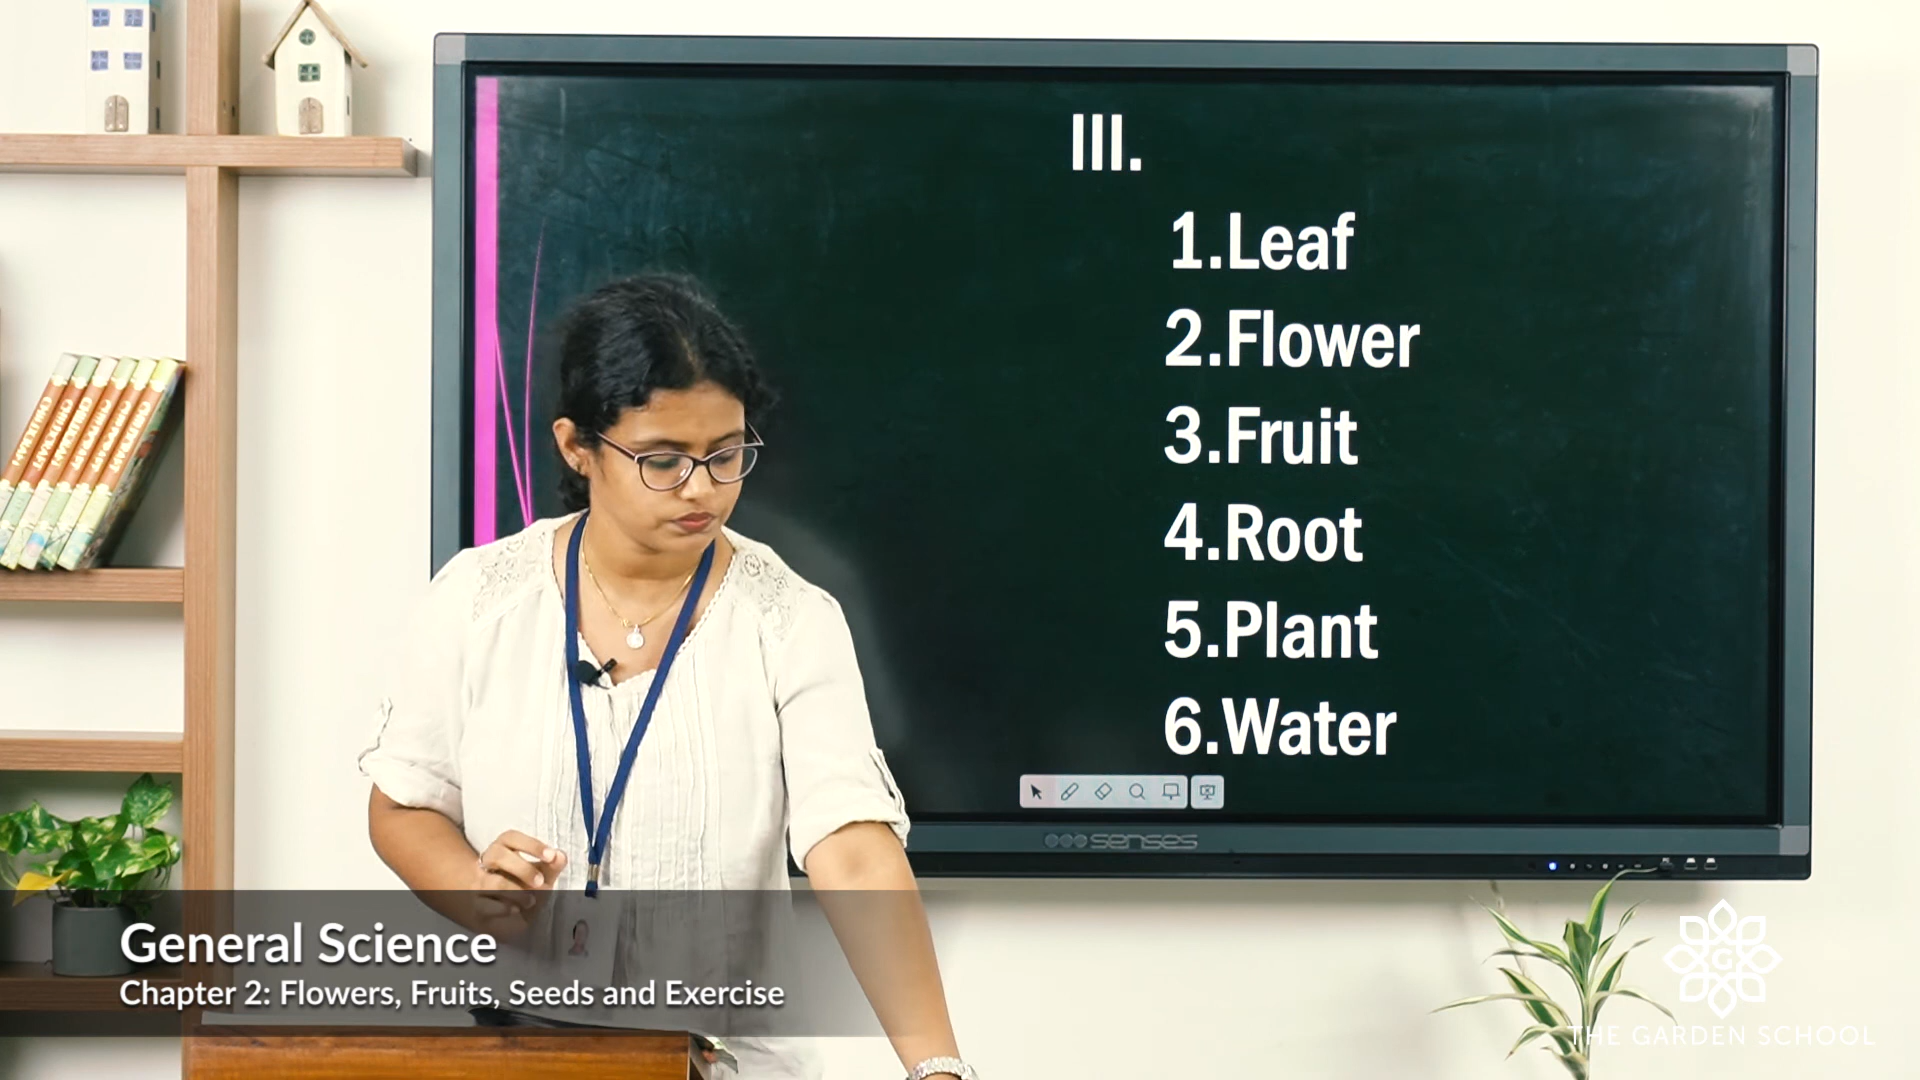 III.
1.Leaf
2.Flower
3.Fruit
4.Root
5.Plant
6.Water
senses
General Science
Chapter 2: Flowers, Fruits, Seeds and Exercise
G
THE GARDEN SCHOOL